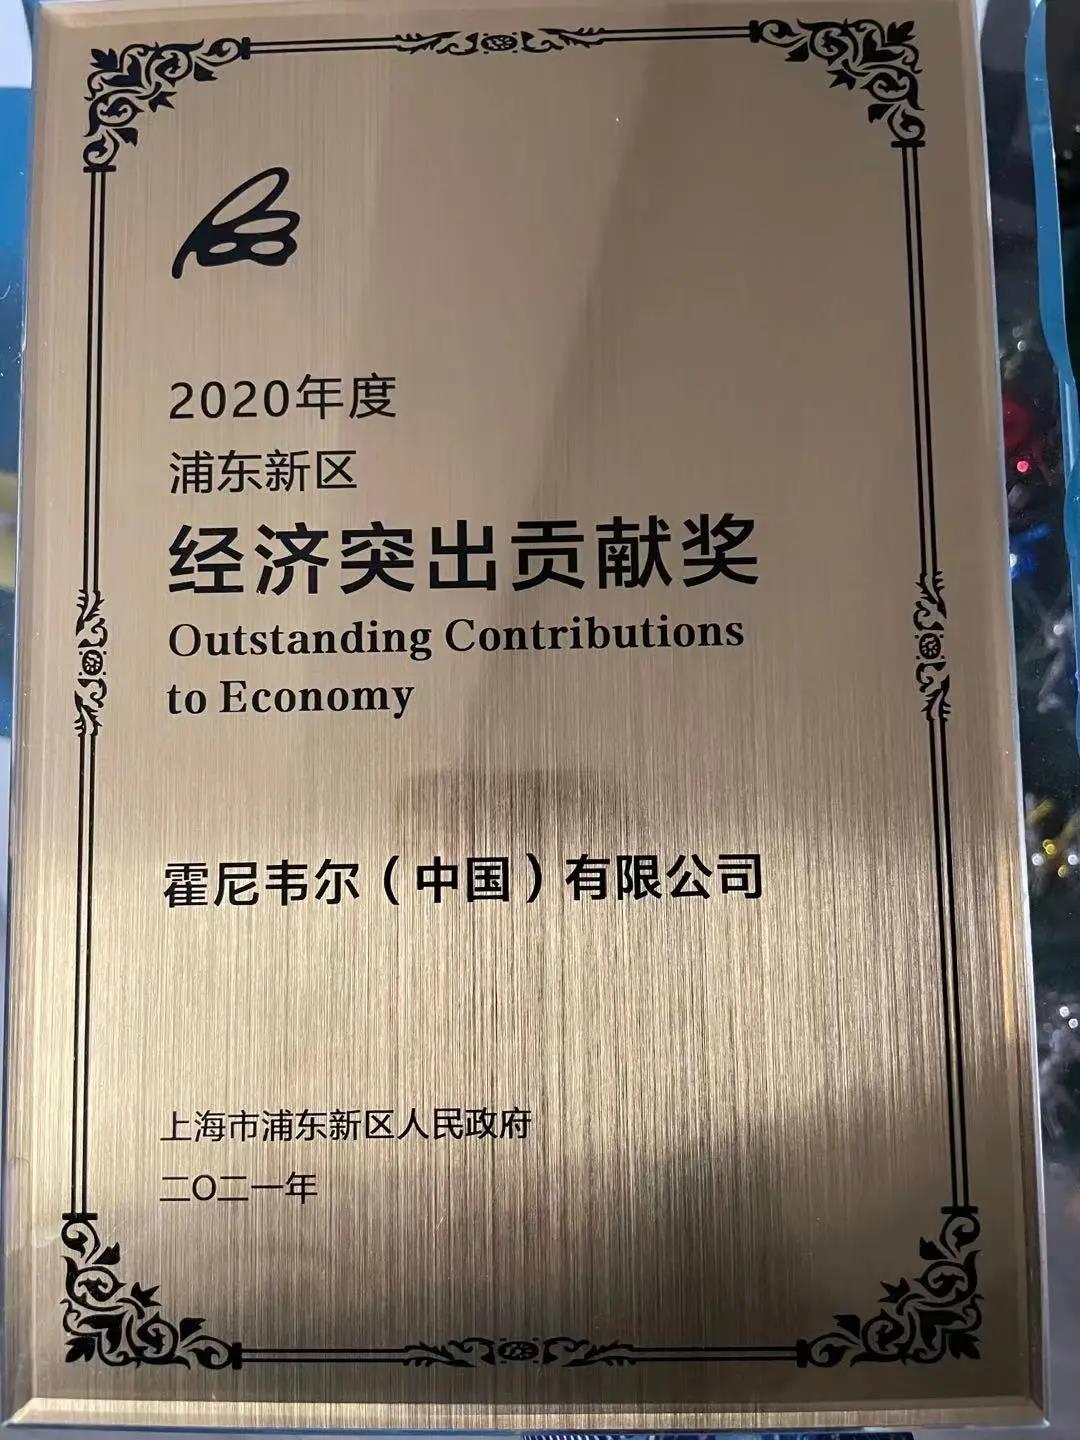 2020年度
浦东新区
经济突出贡献奖
Outstanding Contributions
to Economy
霍尼韦尔（中国）有限公司
上海市浦东新区人民政府
二〇二一年